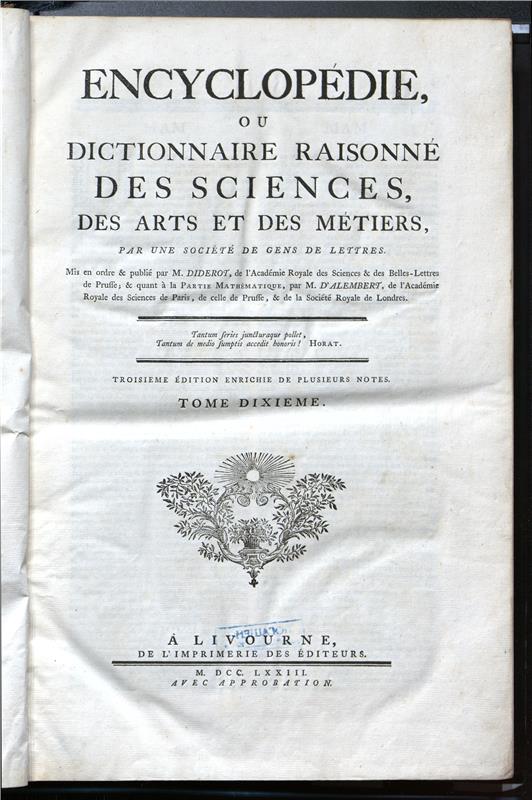 ENCYCLOPÉDIE,
OU
DICTIONNAIRE RAISONNÉ
DES SCIENCES,
DES ARTS ET DES MÉTIERS,
PAR UNE SOCIÉTÉ DE GENS DE LETTRES.
Mis en ordre & publié par M. DIDEROT, de l'Académie Royale des Sciences & des Belles-Lettres
de Prusse; & quant à la PARTIE MATHÉMATIQUE, par M. D'ALEMBERT, de l'Académie
Royale des Sciences de Paris, de celle de Prusse, & de la Société Royale de Londres.
Tantum series juncturaque pollet,
Tantum de medio sumptis accedit honoris! HORAT.
TROISIEME ÉDITION ENRICHIE DE PLUSIEURS NOTES.
TOME DIXIEME.
À LIVOURNE,
DE L'IMPRIMERIE DES ÉDITEURS.
M. DCC. LXXIII.
AVEC APPROBATION.